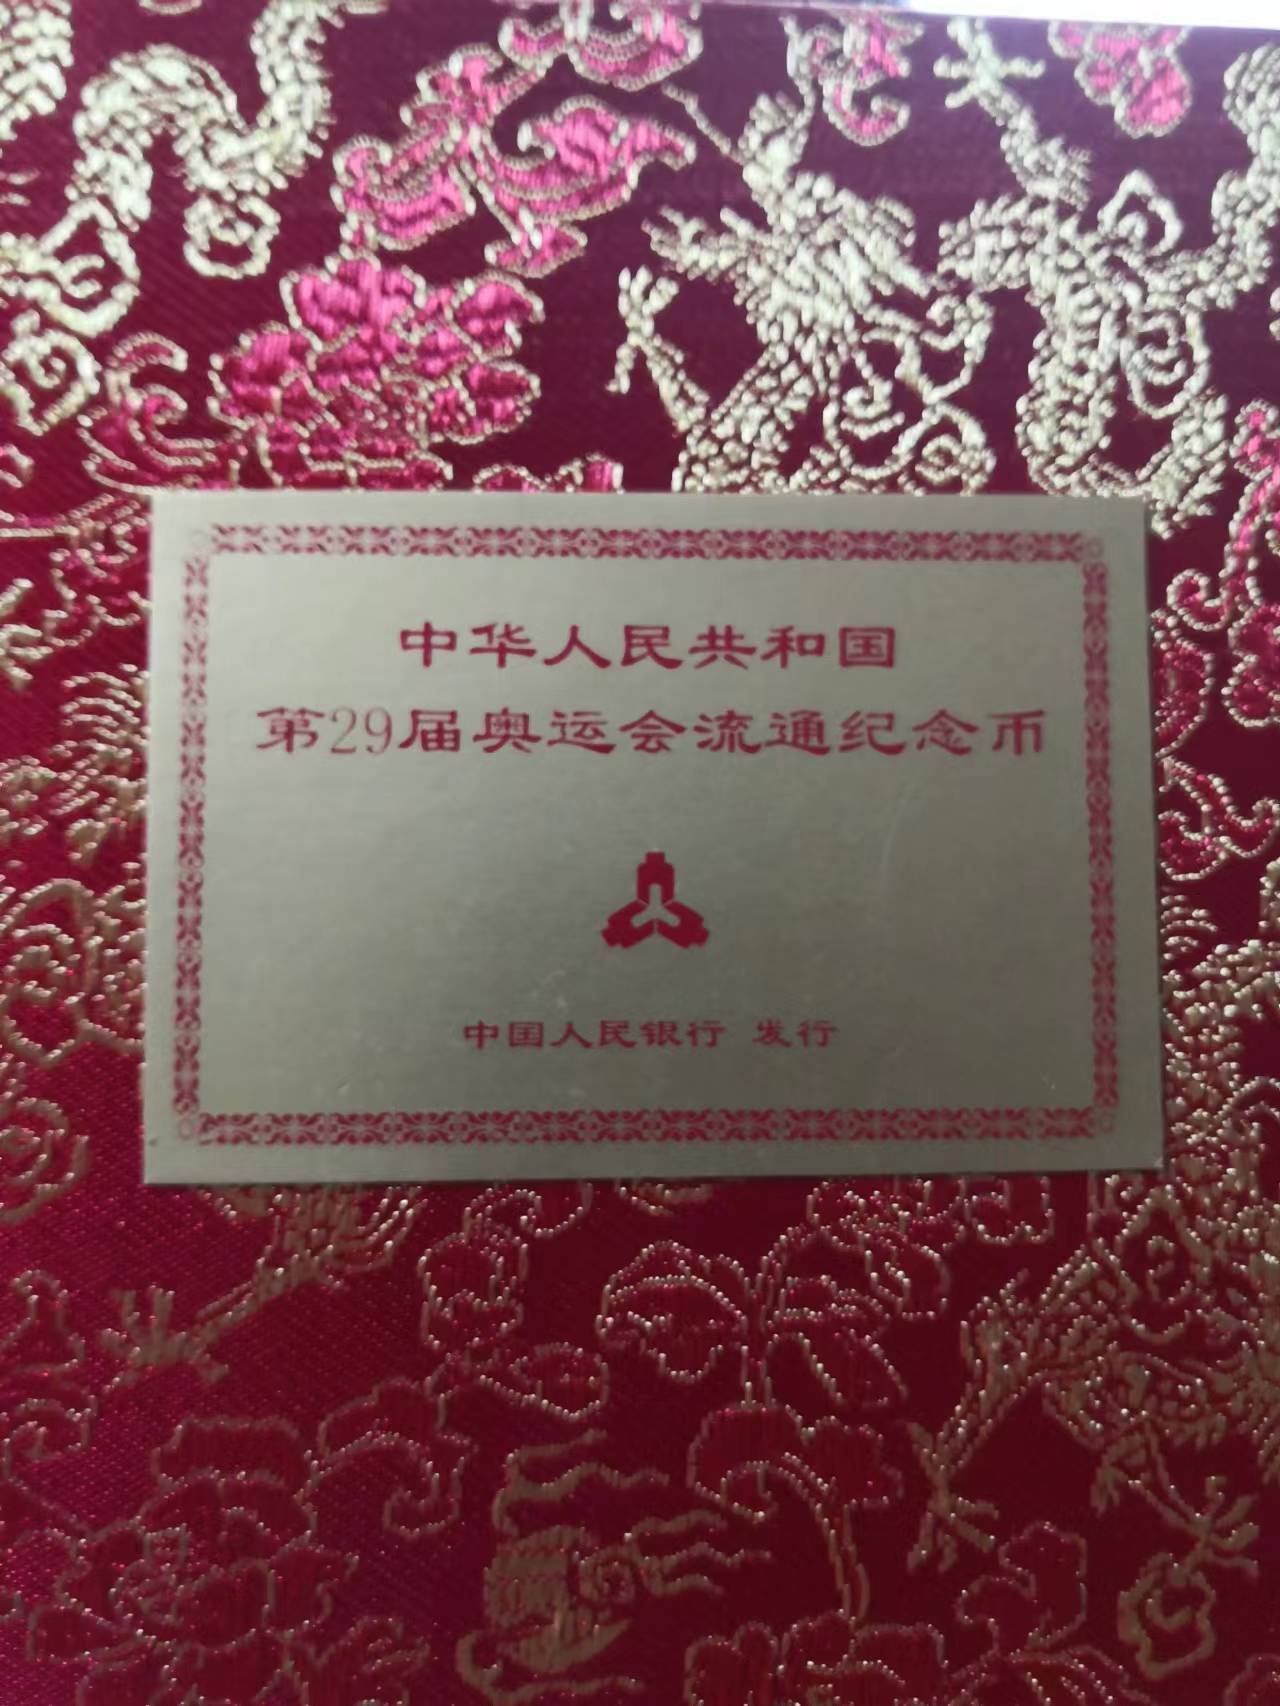 中华人民共和国
第29届奥运会流通纪念币
中国人民银行 发行